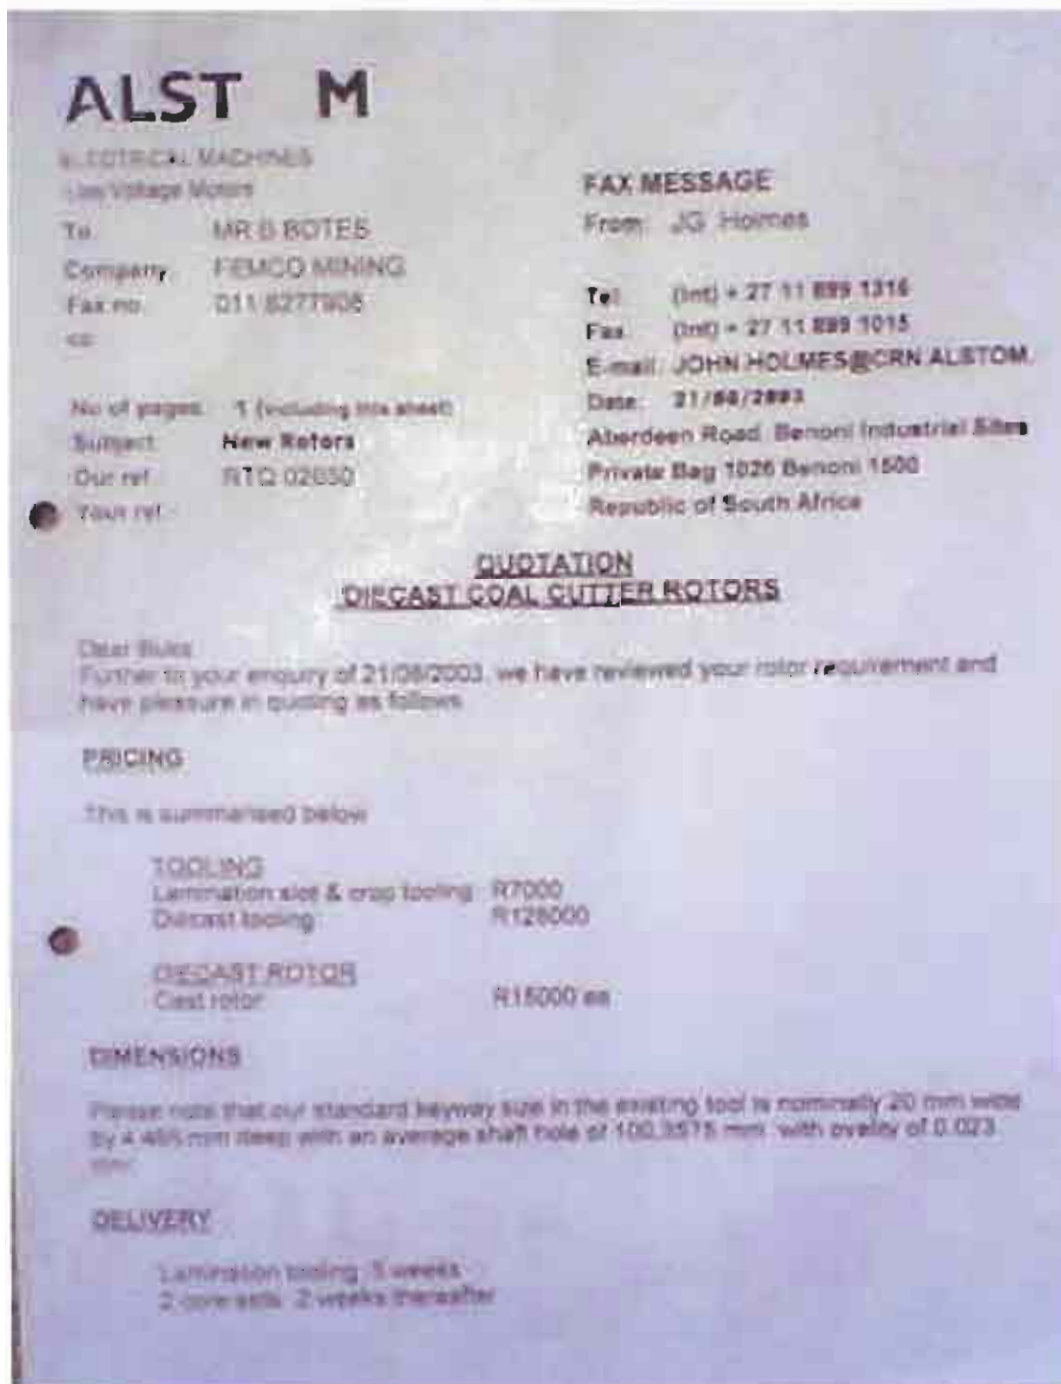 ALST M
ELECTRICAL MACHINES
Low Voltage Motors
FAX MESSAGE
To MR B BOTES
From: JG Holmes
Company FEMCO MINING
Fax no. 011 8277908
cc:
Tel: (Int) + 27 11 899 1316
Fax: (Int) + 27 11 899 1015
E-mail: JOHN.HOLMES@CRN.ALSTOM.
No of pages: 1 (including this sheet)
Date:
Subject: New Rotors
Aberdeen Road Benoni Industrial Sites
Our ref: RTQ 02650
Private Bag 1026 Benoni 1500
Your ref:
Republic of South Africa
QUOTATION
DIECAST COAL CUTTER ROTORS
Dear
Further to your enquiry of 21/08/2003, we have reviewed your rotor requirement and
have pleasure in quoting as follows
PRICING
This is summarised below
TOOLING
Lamination slot & crop tooling R7000
Diecast tooling R128000
DIECAST ROTOR
Cast rotor R15000 ea
DIMENSIONS
Please note that our standard keyway size in the existing tool is nominally 20 mm wide
by mm deep with an average shaft hole of mm with ovality of 0.023
mm
DELIVERY
Lamination tooling 5 weeks
2 core sets 2 weeks thereafter